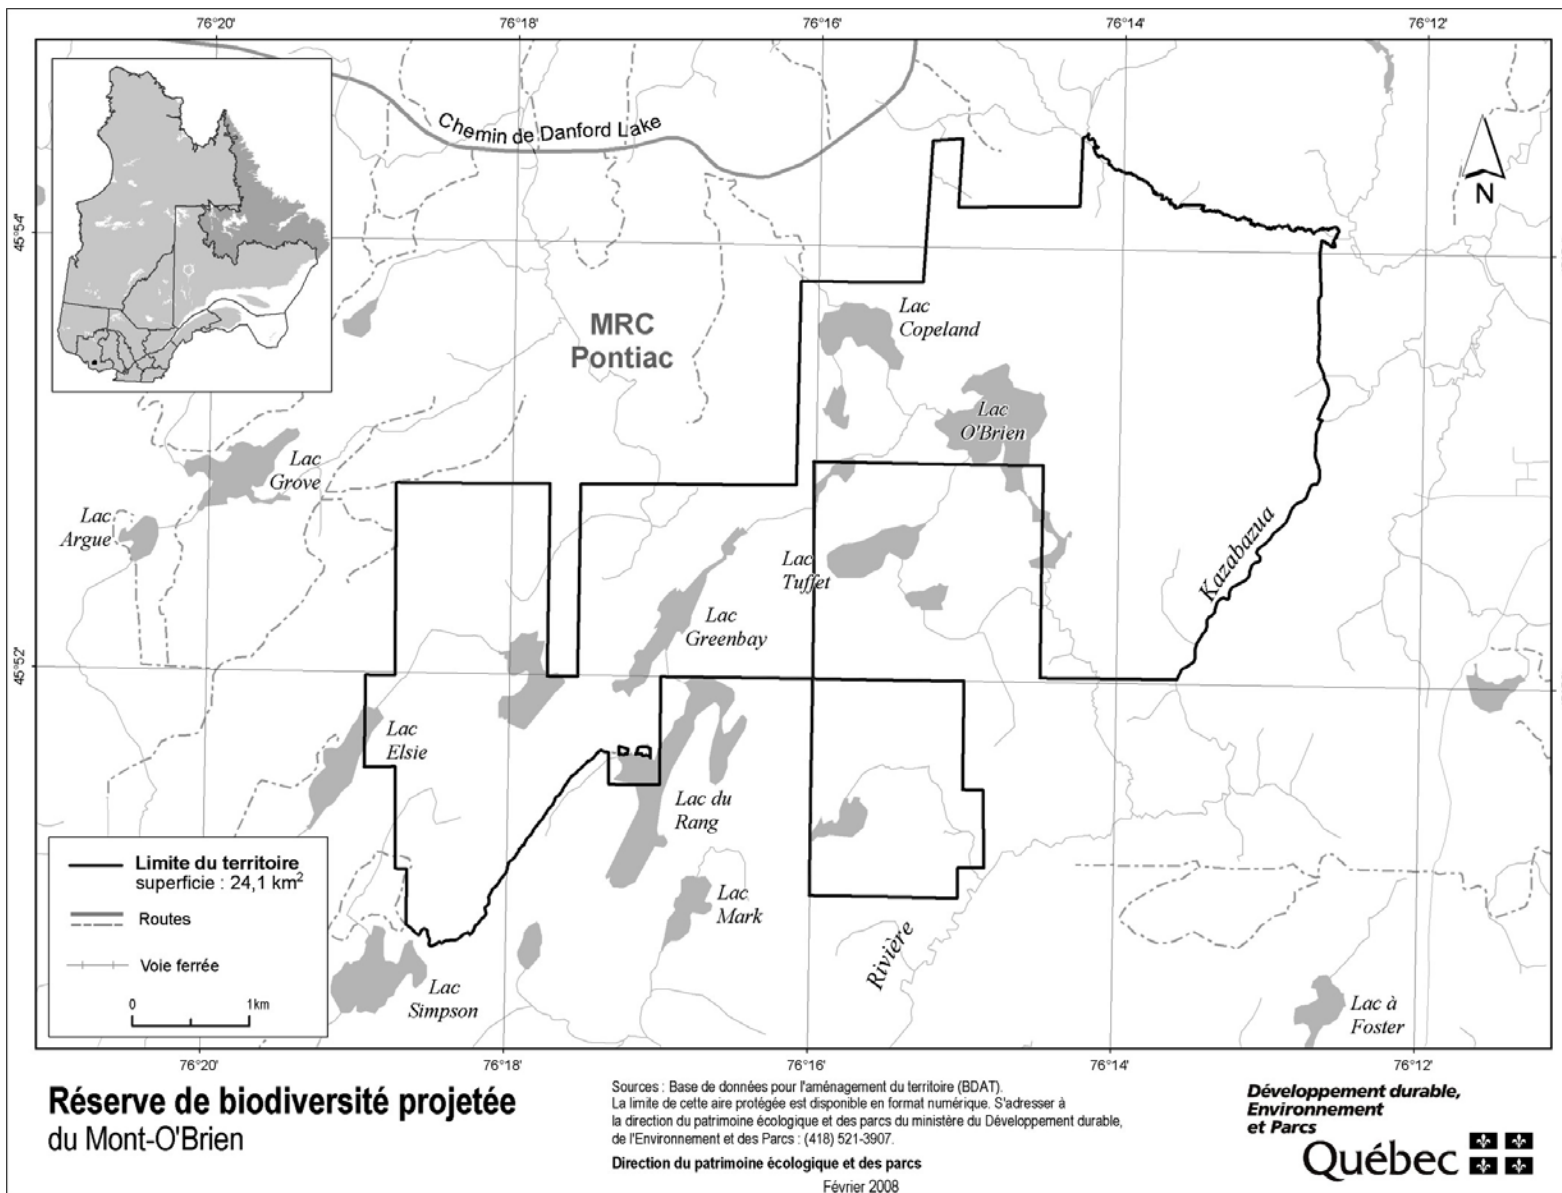 76°20'
76°18'
76°16'
76°14'
76°12'
Chemin de Danford Lake
N
45°54'
MRC
Pontiac
Lac
Copeland
Lac
O'Brien
Lac
Grove
Lac
Argue
Lac
Tuffet
Kazabazua
Lac
Greenbay
45°52'
Lac
Elsie
Lac du
Rang
Lac
Mark
Rivière
Lac
Simpson
Lac à
Foster
Limite du territoire
superficie : 24,1 km²
Routes
Voie ferrée
0 1km
76°20'
76°18'
76°16'
76°14'
76°12'
Réserve de biodiversité projetée
du Mont-O'Brien
Sources : Base de données pour l'aménagement du territoire (BDAT).
La limite de cette aire protégée est disponible en format numérique. S'adresser à
la direction du patrimoine écologique et des parcs du ministère du Développement durable,
de l'Environnement et des Parcs : (418) 521-3907.
Direction du patrimoine écologique et des parcs
Février 2008
Développement durable,
Environnement
et Parcs
Québec